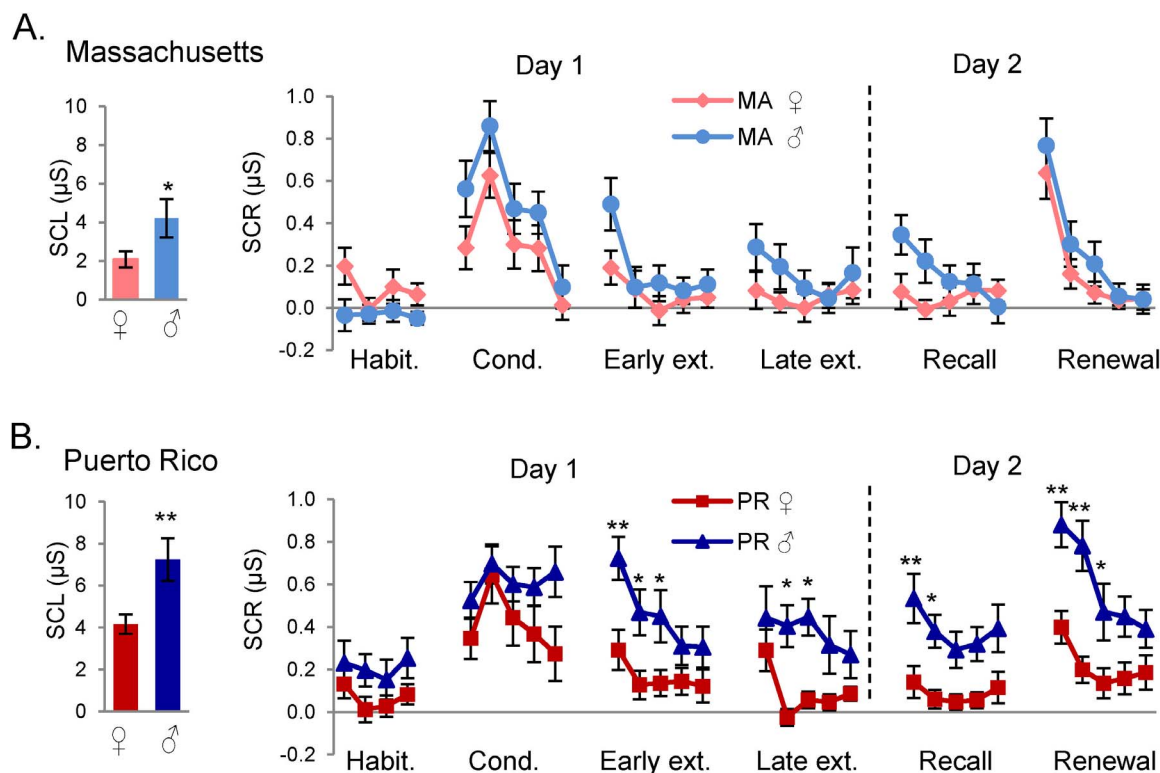 A.
Massachusetts
Day 1
Day 2
SCL (µS)
10
8
6
4
2
0
*
♀ ♂
SCR (µS)
1.0
0.8
0.6
0.4
0.2
0.0
-0.2
MA ♀
MA ♂
Habit. Cond. Early ext. Late ext. Recall Renewal
B.
Puerto Rico
Day 1
Day 2
SCL (µS)
10
8
6
4
2
0
**
♀ ♂
SCR (µS)
1.0
0.8
0.6
0.4
0.2
0.0
-0.2
PR ♀
PR ♂
** * * * * ** * ** ** *
Habit. Cond. Early ext. Late ext. Recall Renewal